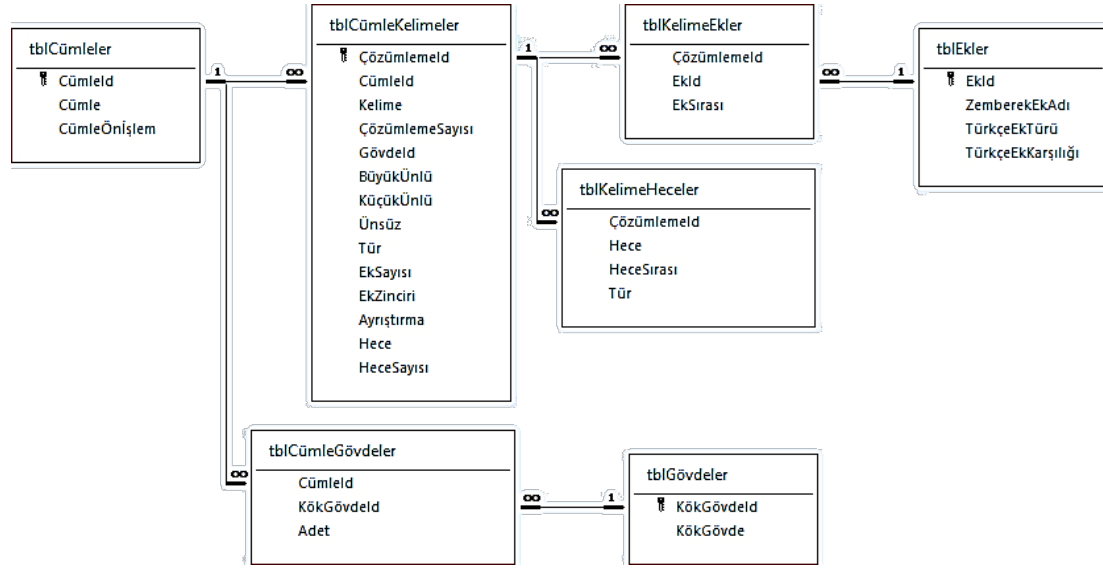 tblCümleler
CümleId
Cümle
CümleÖnİşlem
1
∞
tblCümleKelimeler
ÇözümlemeId
CümleId
Kelime
ÇözümlemeSayısı
GövdeId
BüyükÜnlü
KüçükÜnlü
Ünsüz
Tür
EkSayısı
EkZinciri
Ayrıştırma
Hece
HeceSayısı
1
∞
tblKelimeEkler
ÇözümlemeId
EkId
EkSırası
∞
1
tblEkler
EkId
ZemberekEkAdı
TürkçeEkTürü
TürkçeEkKarşılığı
∞
tblKelimeHeceler
ÇözümlemeId
Hece
HeceSırası
Tür
∞
tblCümleGövdeler
CümleId
KökGövdeId
Adet
∞
1
tblGövdeler
KökGövdeId
KökGövde